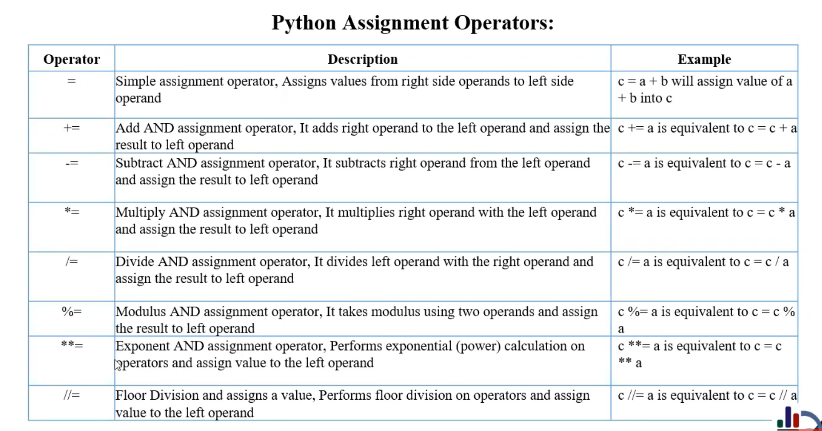 Python Assignment Operators:
Operator Description Example
= Simple assignment operator, Assigns values from right side operands to left side c = a + b will assign value of a
operand + b into c
+= Add AND assignment operator, It adds right operand to the left operand and assign the c += a is equivalent to c = c + a
result to left operand
-= Subtract AND assignment operator, It subtracts right operand from the left operand c -= a is equivalent to c = c - a
and assign the result to left operand
*= Multiply AND assignment operator, It multiplies right operand with the left operand c *= a is equivalent to c = c * a
and assign the result to left operand
/= Divide AND assignment operator, It divides left operand with the right operand and c /= a is equivalent to c = c / a
assign the result to left operand
%= Modulus AND assignment operator, It takes modulus using two operands and assign c %= a is equivalent to c = c %
the result to left operand a
**= Exponent AND assignment operator, Performs exponential (power) calculation on c **= a is equivalent to c = c
operators and assign value to the left operand ** a
//= Floor Division and assigns a value, Performs floor division on operators and assign c //= a is equivalent to c = c // a
value to the left operand